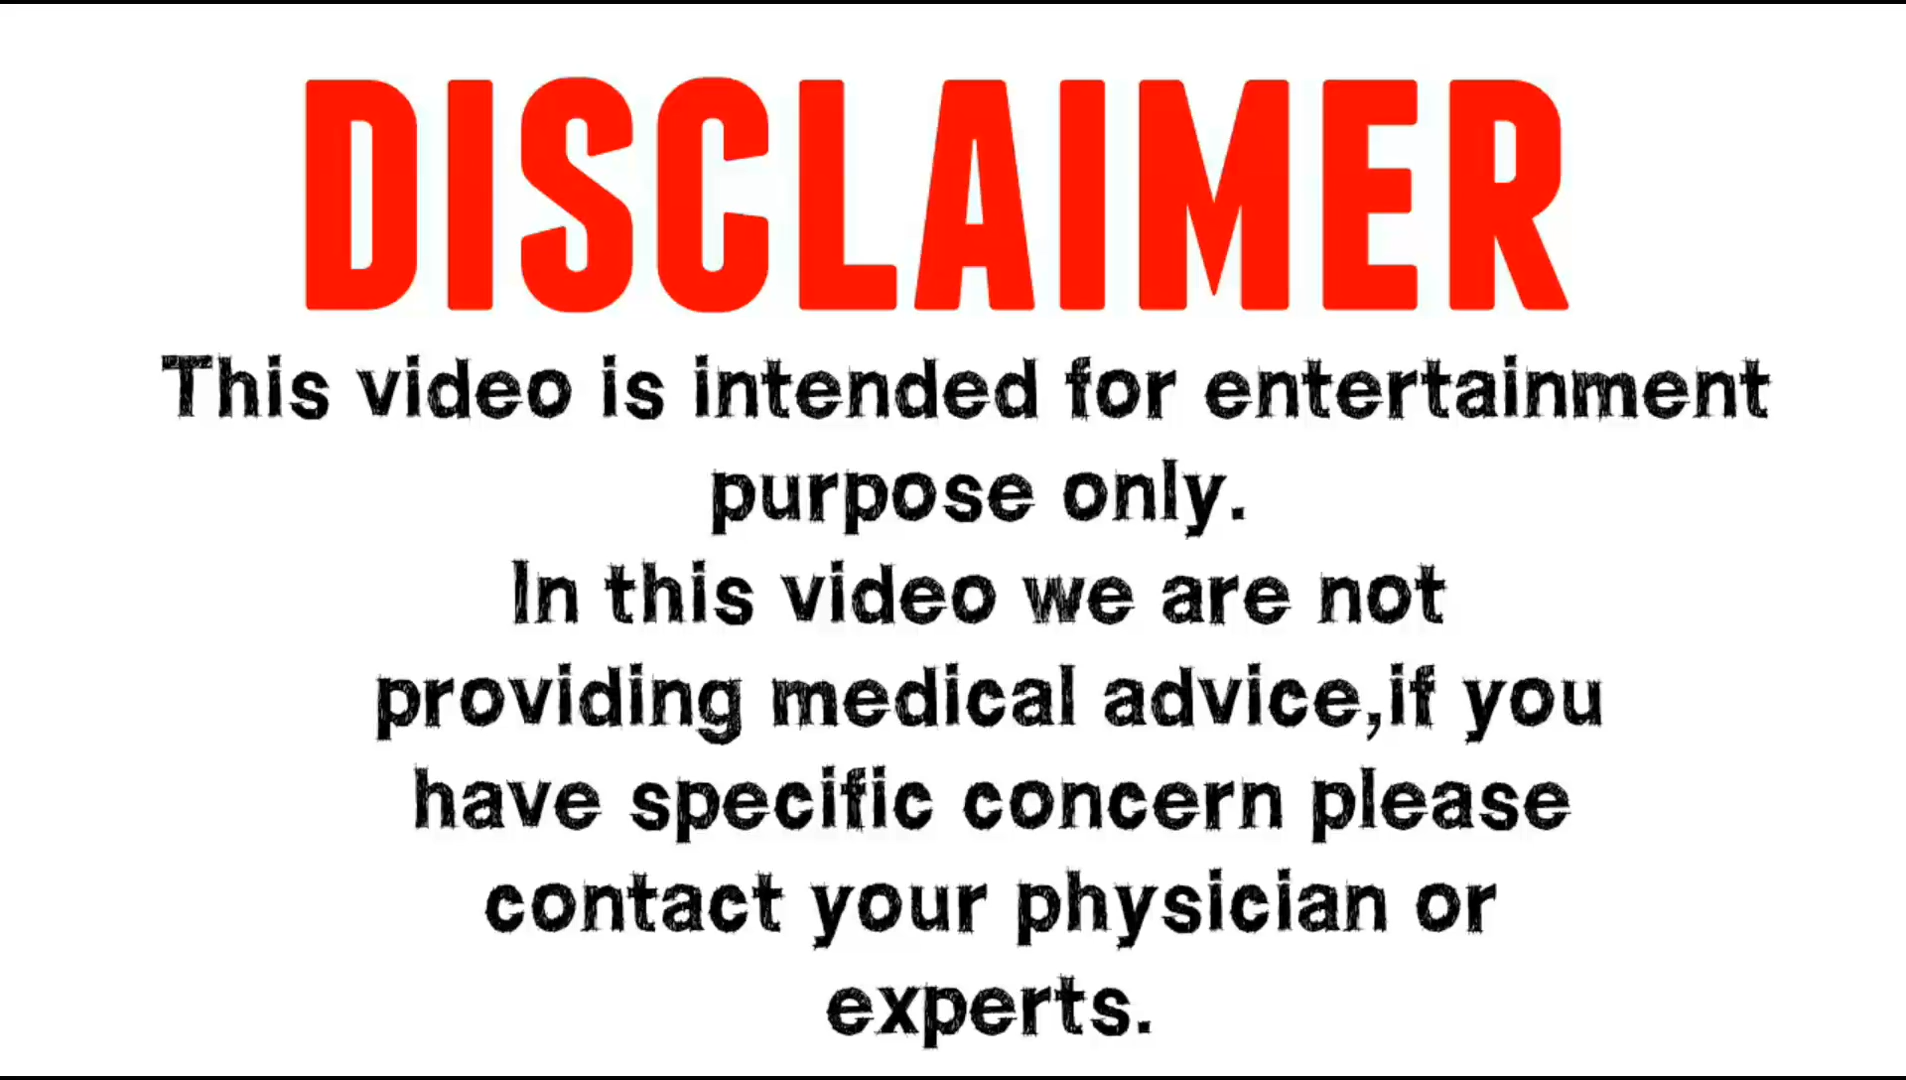 DISCLAIMER
This video is intended for entertainment
purpose only.
In this video we are not
providing medical advice,if you
have specific concern please
contact your physician or
experts.